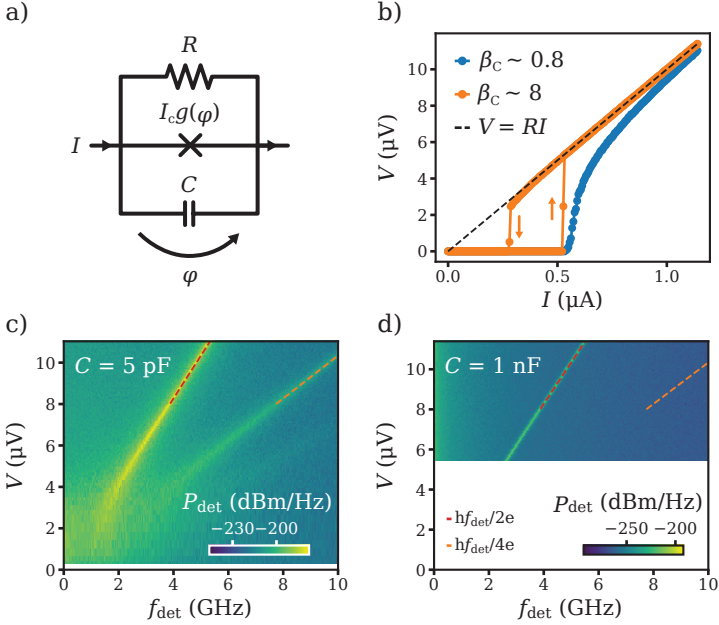 a)
R
I_c g(φ)
I
C
φ
b)
β_C ~ 0.8
β_C ~ 8
V = RI
V (μV)
10
8
6
4
2
0
0.0
0.5
1.0
I (μA)
c)
C = 5 pF
V (μV)
10
8
6
4
2
0
P_det (dBm/Hz)
−230 −200
0
2
4
6
8
10
f_det (GHz)
d)
C = 1 nF
V (μV)
10
8
6
4
2
0
hf_det/2e
hf_det/4e
P_det (dBm/Hz)
−250
−200
0
2
4
6
8
10
f_det (GHz)